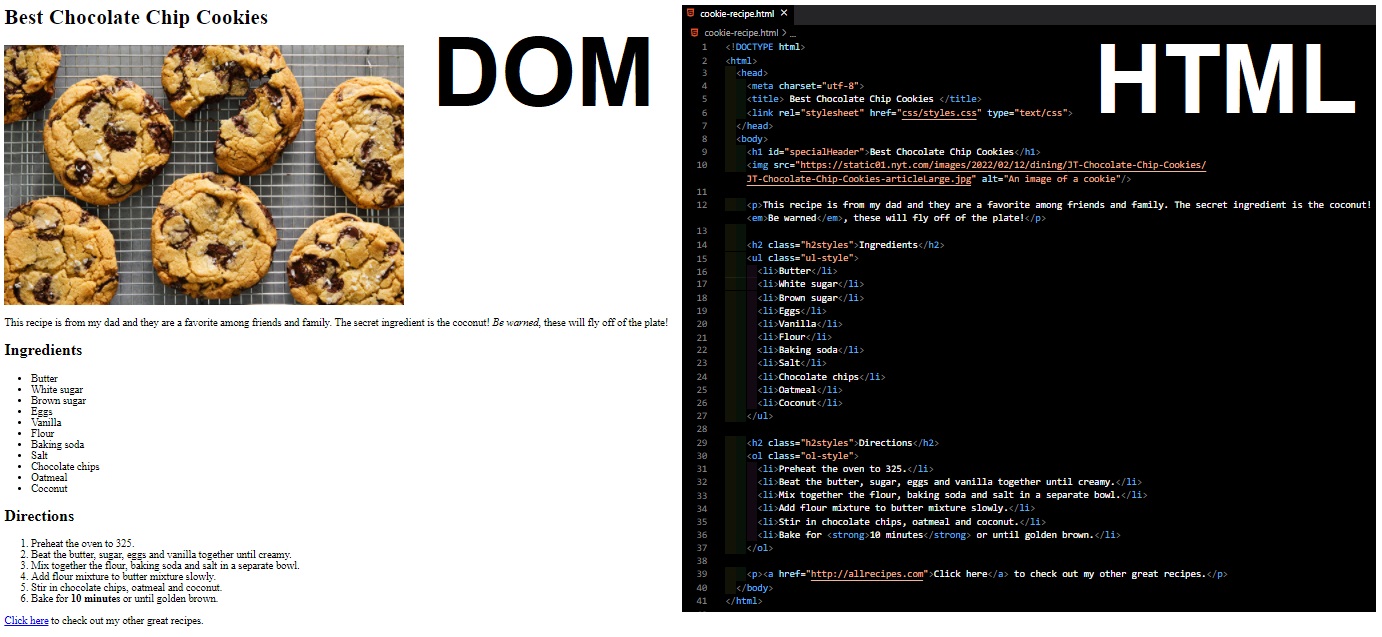 Best Chocolate Chip Cookies
DOM
This recipe is from my dad and they are a favorite among friends and family. The secret ingredient is the coconut! Be warned, these will fly off of the plate!
Ingredients
• Butter
• White sugar
• Brown sugar
• Eggs
• Vanilla
• Flour
• Baking soda
• Salt
• Chocolate chips
• Oatmeal
• Coconut
Directions
1. Preheat the oven to 325.
2. Beat the butter, sugar, eggs and vanilla together until creamy.
3. Mix together the flour, baking soda and salt in a separate bowl.
4. Add flour mixture to butter mixture slowly.
5. Stir in chocolate chips, oatmeal and coconut.
6. Bake for 10 minutes or until golden brown.
Click here to check out my other great recipes.
cookie-recipe.html ×
cookie-recipe.html > ...
HTML
1 <!DOCTYPE html>
2 <html>
3 <head>
4 <meta charset="utf-8">
5 <title> Best Chocolate Chip Cookies </title>
6 <link rel="stylesheet" href="css/styles.css" type="text/css">
7 </head>
8 <body>
9 <h1 id="specialHeader">Best Chocolate Chip Cookies</h1>
10 <img src="https://static01.nyt.com/images/2022/02/12/dining/JT-Chocolate-Chip-Cookies/
JT-Chocolate-Chip-Cookies-articleLarge.jpg" alt="An image of a cookie"/>
11
12 <p>This recipe is from my dad and they are a favorite among friends and family. The secret ingredient is the coconut!
<em>Be warned</em>, these will fly off of the plate!</p>
13
14 <h2 class="h2styles">Ingredients</h2>
15 <ul class="ul-style">
16 <li>Butter</li>
17 <li>White sugar</li>
18 <li>Brown sugar</li>
19 <li>Eggs</li>
20 <li>Vanilla</li>
21 <li>Flour</li>
22 <li>Baking soda</li>
23 <li>Salt</li>
24 <li>Chocolate chips</li>
25 <li>Oatmeal</li>
26 <li>Coconut</li>
27 </ul>
28
29 <h2 class="h2styles">Directions</h2>
30 <ol class="ol-style">
31 <li>Preheat the oven to 325.</li>
32 <li>Beat the butter, sugar, eggs and vanilla together until creamy.</li>
33 <li>Mix together the flour, baking soda and salt in a separate bowl.</li>
34 <li>Add flour mixture to butter mixture slowly.</li>
35 <li>Stir in chocolate chips, oatmeal and coconut.</li>
36 <li>Bake for <strong>10 minutes</strong> or until golden brown.</li>
37 </ol>
38
39 <p><a href="http://allrecipes.com">Click here</a> to check out my other great recipes.</p>
40 </body>
41 </html>